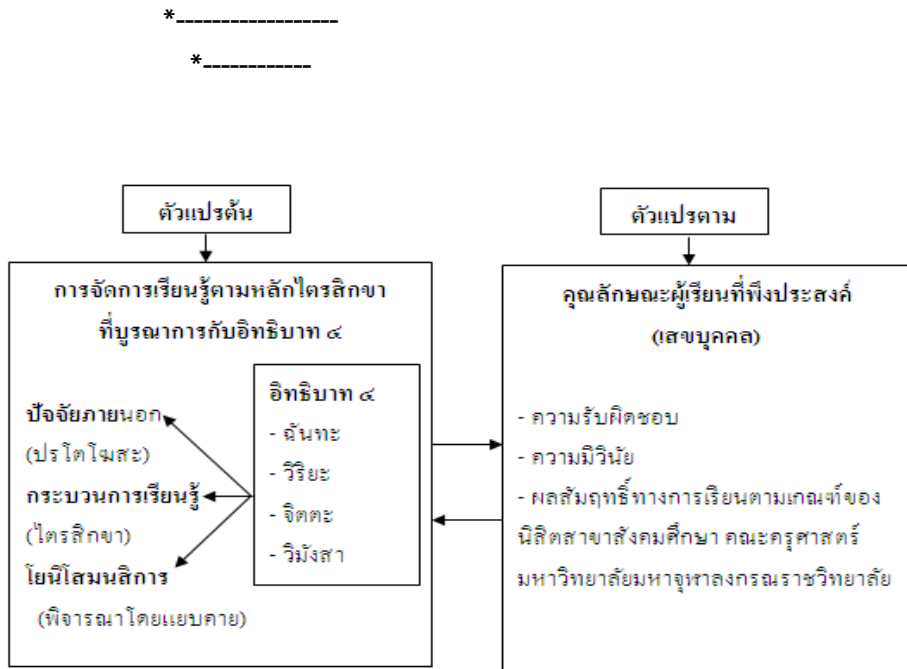 *__________________
*_____________
ตัวแปรต้น
การจัดการเรียนรู้ตามหลักไตรสิกขา
ที่บูรณาการกับอิทธิบาท ๔
ปัจจัยภายนอก
(ปรโตโฆสะ)
กระบวนการเรียนรู้
(ไตรสิกขา)
โยนิโสมนสิการ
(พิจารณาโดยแยบคาย)
อิทธิบาท ๔
- ฉันทะ
- วิริยะ
- จิตตะ
- วิมังสา
ตัวแปรตาม
คุณลักษณะผู้เรียนที่พึงประสงค์
(เสขบุคคล)
- ความรับผิดชอบ
- ความมีวินัย
- ผลสัมฤทธิ์ทางการเรียนตามเกณฑ์ของ
นิสิตสาขาสังคมศึกษา คณะครุศาสตร์
มหาวิทยาลัยมหาจุฬาลงกรณราชวิทยาลัย